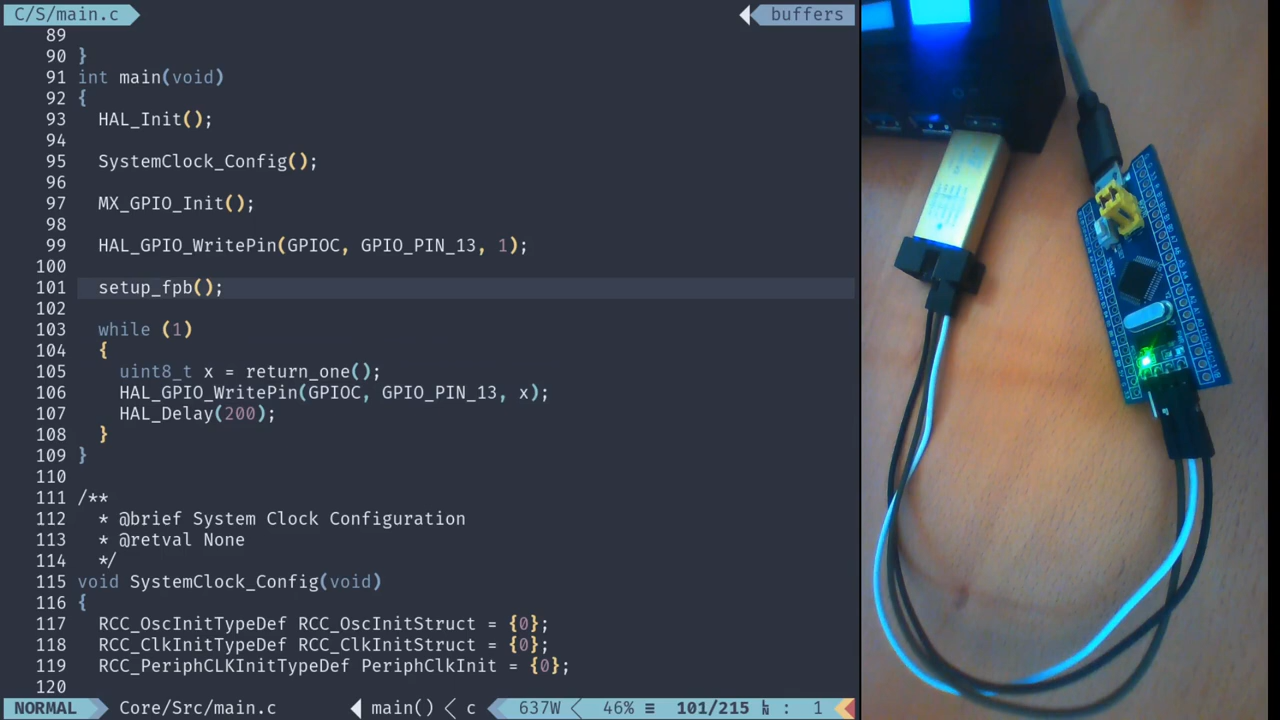 C/S/main.c
buffers
89
90 }
91 int main(void)
92 {
93 HAL_Init();
94
95 SystemClock_Config();
96
97 MX_GPIO_Init();
98
99 HAL_GPIO_WritePin(GPIOC, GPIO_PIN_13, 1);
100
101 setup_fpb();
102
103 while (1)
104 {
105 uint8_t x = return_one();
106 HAL_GPIO_WritePin(GPIOC, GPIO_PIN_13, x);
107 HAL_Delay(200);
108 }
109 }
110
111 /**
112 * @brief System Clock Configuration
113 * @retval None
114 */
115 void SystemClock_Config(void)
116 {
117 RCC_OscInitTypeDef RCC_OscInitStruct = {0};
118 RCC_ClkInitTypeDef RCC_ClkInitStruct = {0};
119 RCC_PeriphCLKInitTypeDef PeriphClkInit = {0};
120
NORMAL Core/Src/main.c main() < c 637W < 46% ≡ 101/215 ㏑ : 1